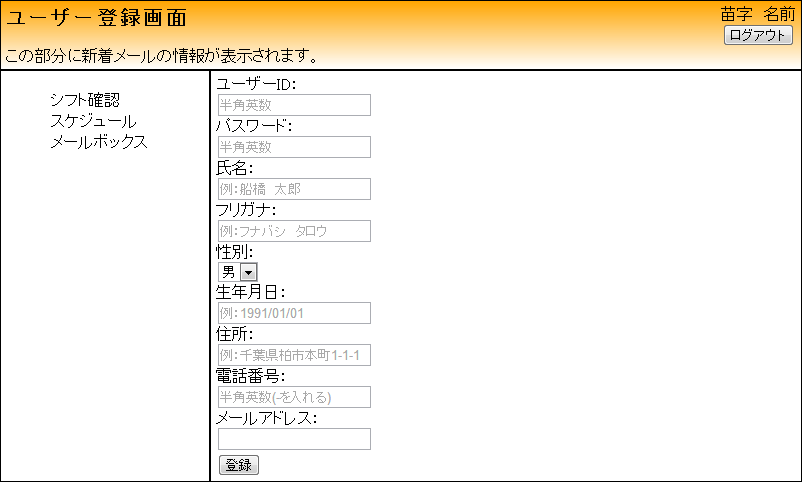 ユーザー登録画面
苗字　名前
ログアウト
この部分に新着メールの情報が表示されます。
シフト確認
スケジュール
メールボックス
ユーザーID：
半角英数
パスワード：
半角英数
氏名：
例：船橋　太郎
フリガナ：
例：フナバシ　タロウ
性別：
男
生年月日：
例：1991/01/01
住所：
例：千葉県柏市本町1-1-1
電話番号：
半角英数(-を入れる)
メールアドレス：
登録